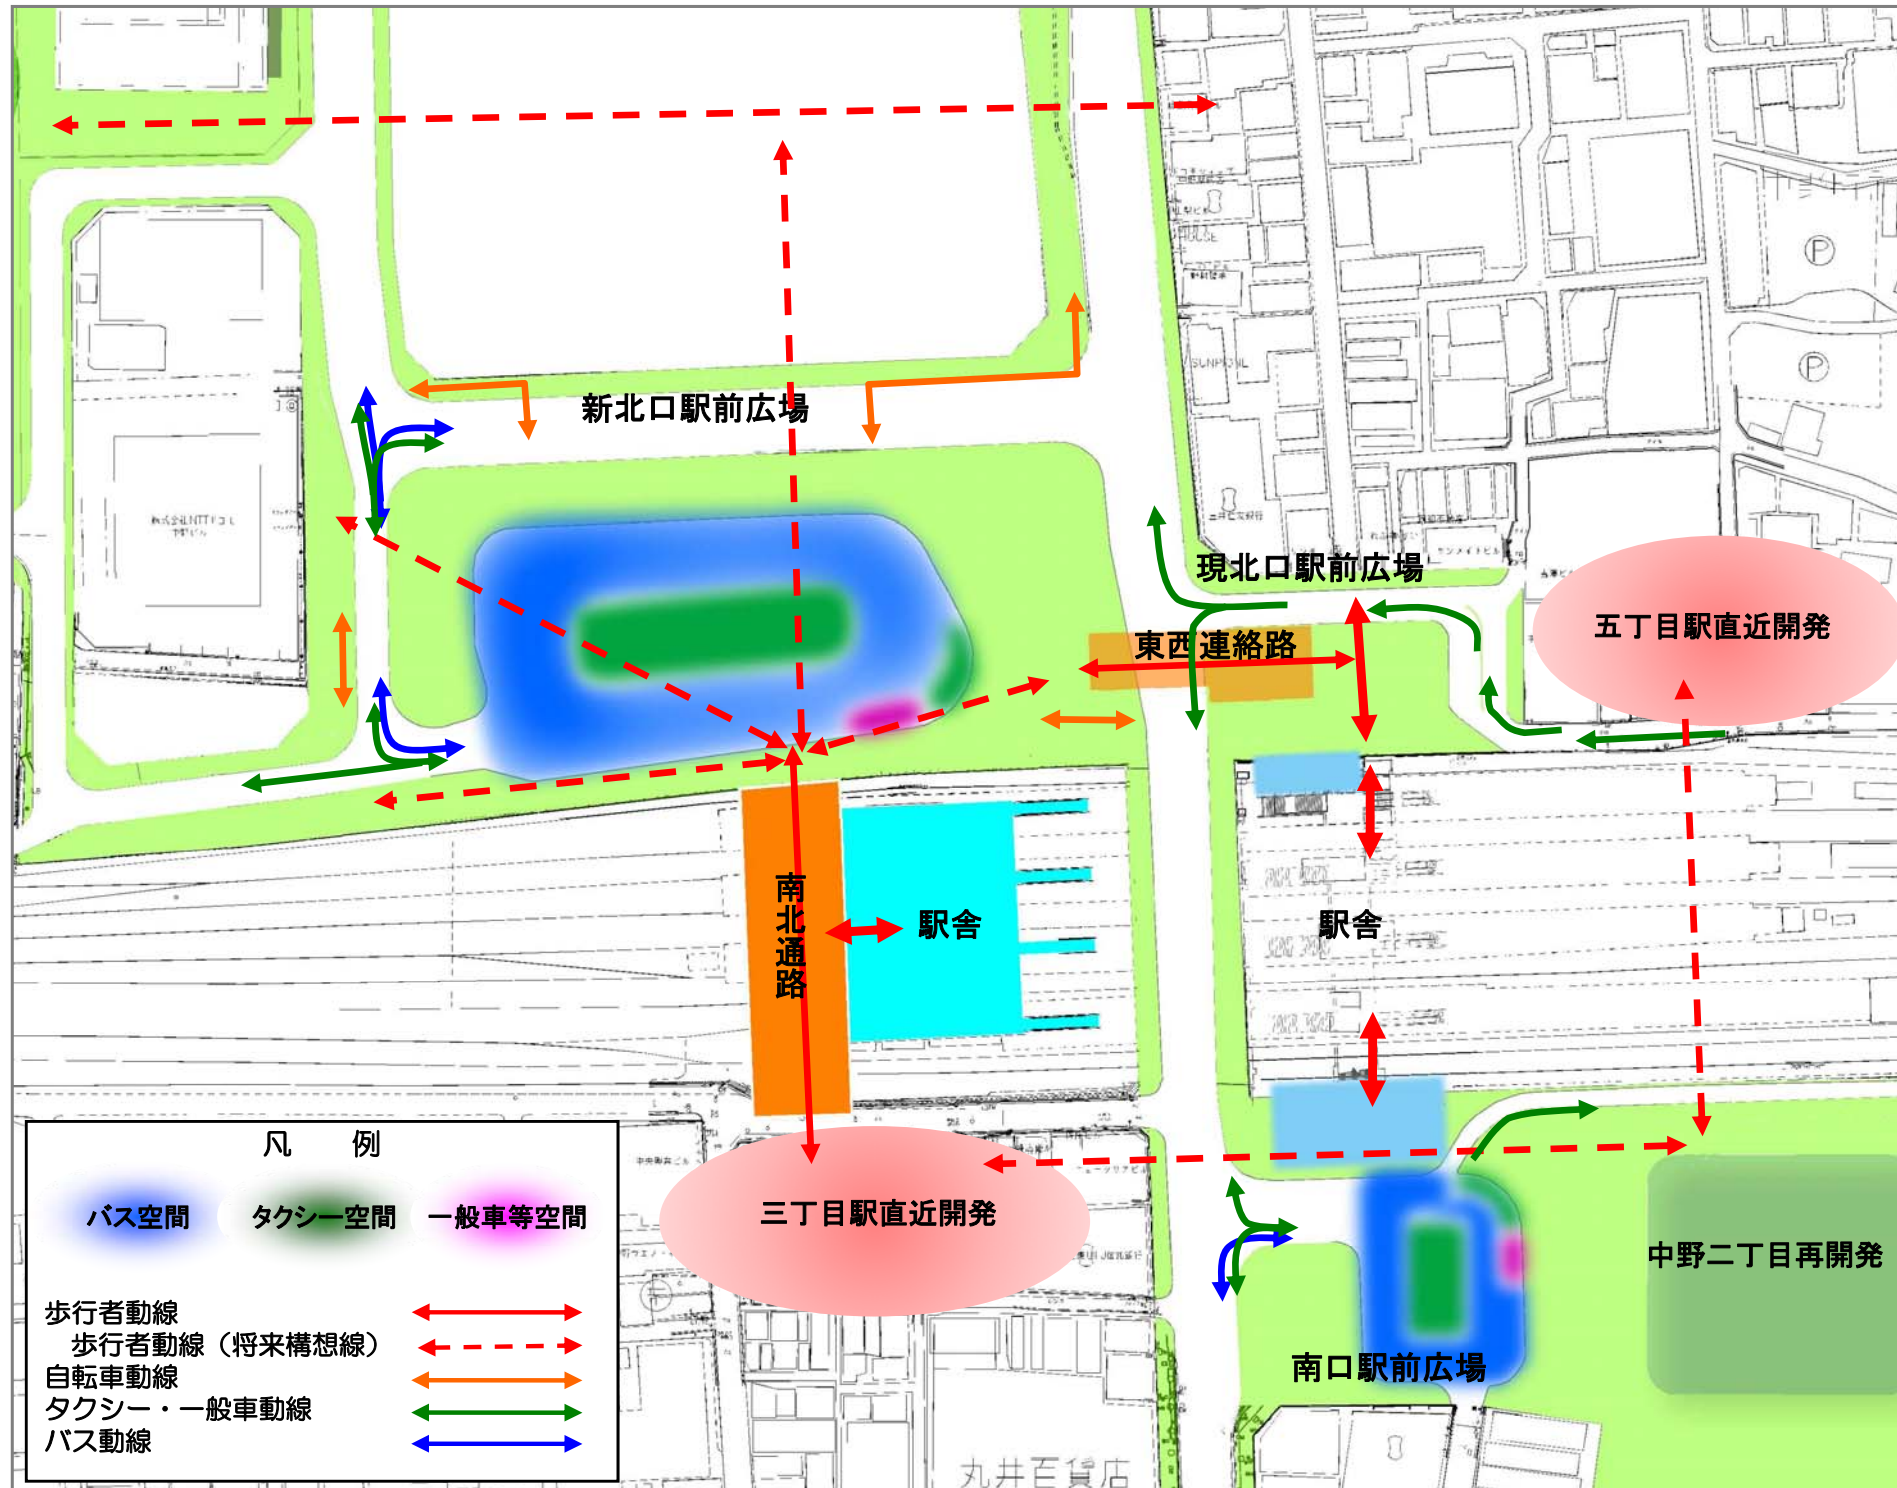 HOUSE
P
P
新北口駅前広場
現北口駅前広場
五丁目駅直近開発
東西連絡路
南北通路
駅舎
駅舎
凡　例
バス空間
タクシー空間
一般車等空間
歩行者動線
歩行者動線（将来構想線）
自転車動線
タクシー・一般車動線
バス動線
三丁目駅直近開発
中野二丁目再開発
南口駅前広場
丸井百貨店